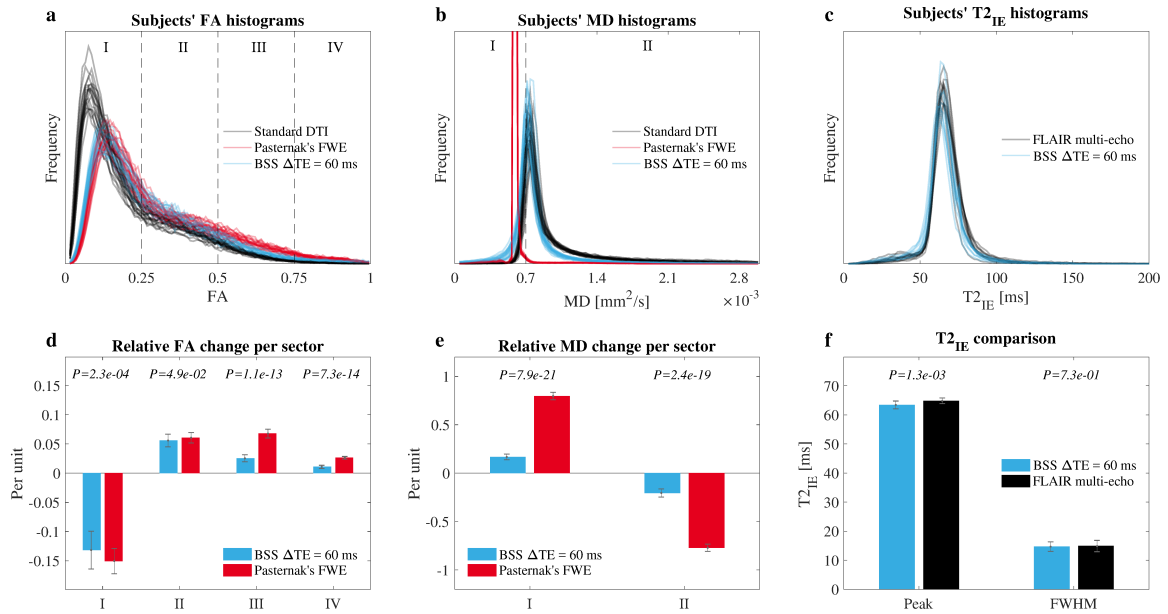 a Subjects' FA histograms
I II III IV
Standard DTI
Pasternak's FWE
BSS ΔTE = 60 ms
Frequency
0 0.25 0.5 0.75 1
FA
b Subjects' MD histograms
I II
Standard DTI
Pasternak's FWE
BSS ΔTE = 60 ms
Frequency
0 0.7 1.4 2.1 2.8
MD [mm²/s] × 10⁻³
c Subjects' T2IE histograms
FLAIR multi-echo
BSS ΔTE = 60 ms
Frequency
0 50 100 150 200
T2IE [ms]
d Relative FA change per sector
P=2.3e-04 P=4.9e-02 P=1.1e-13 P=7.3e-14
0.15
0.1
0.05
0
-0.05
-0.1
-0.15
Per unit
BSS ΔTE = 60 ms
Pasternak's FWE
I II III IV
e Relative MD change per sector
P=7.9e-21 P=2.4e-19
1
0.5
0
-0.5
-1
Per unit
BSS ΔTE = 60 ms
Pasternak's FWE
I II
f T2IE comparison
P=1.3e-03 P=7.3e-01
70
60
50
40
30
20
10
0
T2IE [ms]
BSS ΔTE = 60 ms
FLAIR multi-echo
Peak FWHM